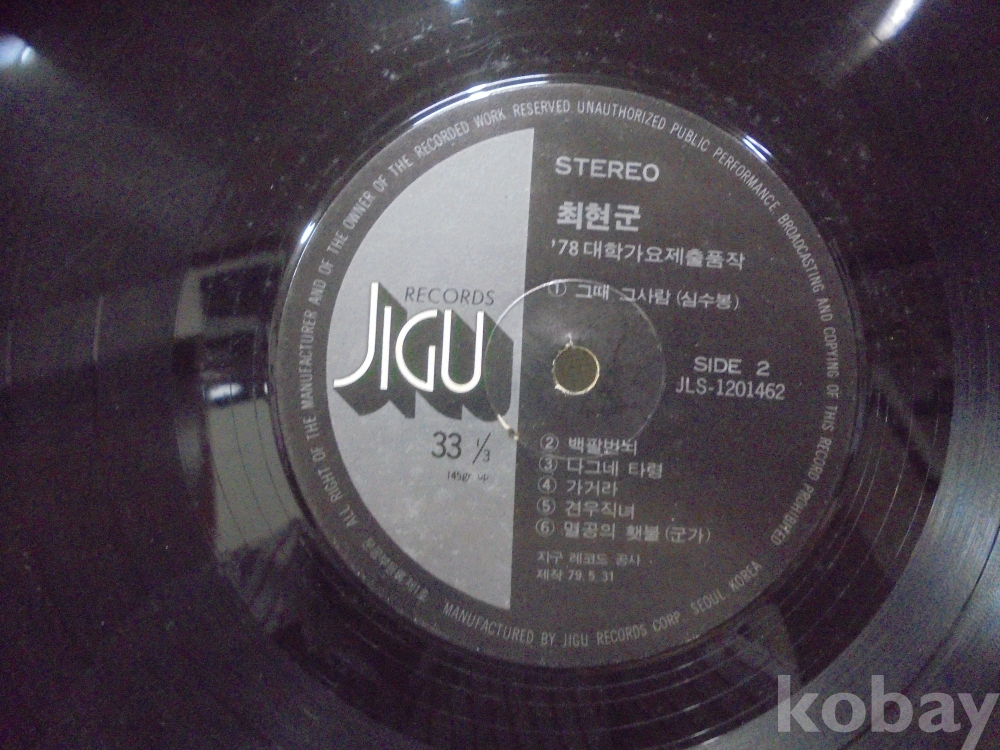 ALL RIGHT OF THE MANUFACTURER AND OF THE OWNER OF THE RECORDED WORK RESERVED UNAUTHORIZED PUBLIC PERFORMANCE BROADCASTING AND COPYING OF THIS RECORD PROHIBITED
STEREO
최현군
'78 대학가요제출품작
① 그때 그사람 (심수봉)
RECORDS
JIGU
SIDE 2
JLS-1201462
33 1/3
② 백팔번뇌
③ 다그네 타령
④ 가거라
⑤ 견우직녀
⑥ 멸공의 횃불 (군가)
지구 레코드 공사
제작 79.5.31
MANUFACTURED BY JIGU RECORDS CORP SEOUL KOREA
kobay